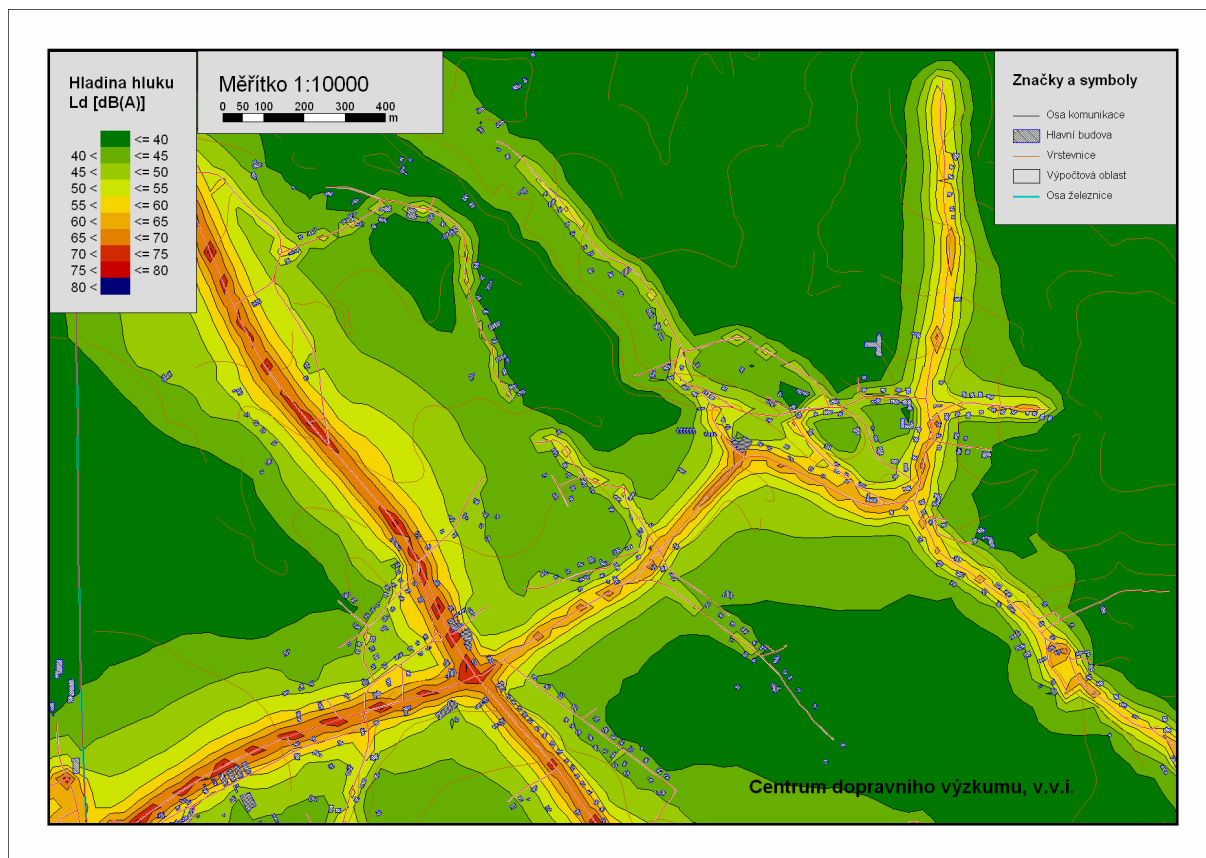 Hladina hluku
Ld [dB(A)]
<= 40
40 < <= 45
45 < <= 50
50 < <= 55
55 < <= 60
60 < <= 65
65 < <= 70
70 < <= 75
75 < <= 80
80 <
Měřítko 1:10000
0 50 100 200 300 400
m
Značky a symboly
Osa komunikace
Hlavní budova
Vrstevnice
Výpočtová oblast
Osa železnice
Centrum dopravního výzkumu, v.v.i.